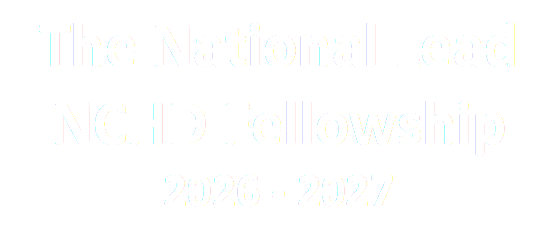 The National Lead
NCHD Fellowship
2026 - 2027